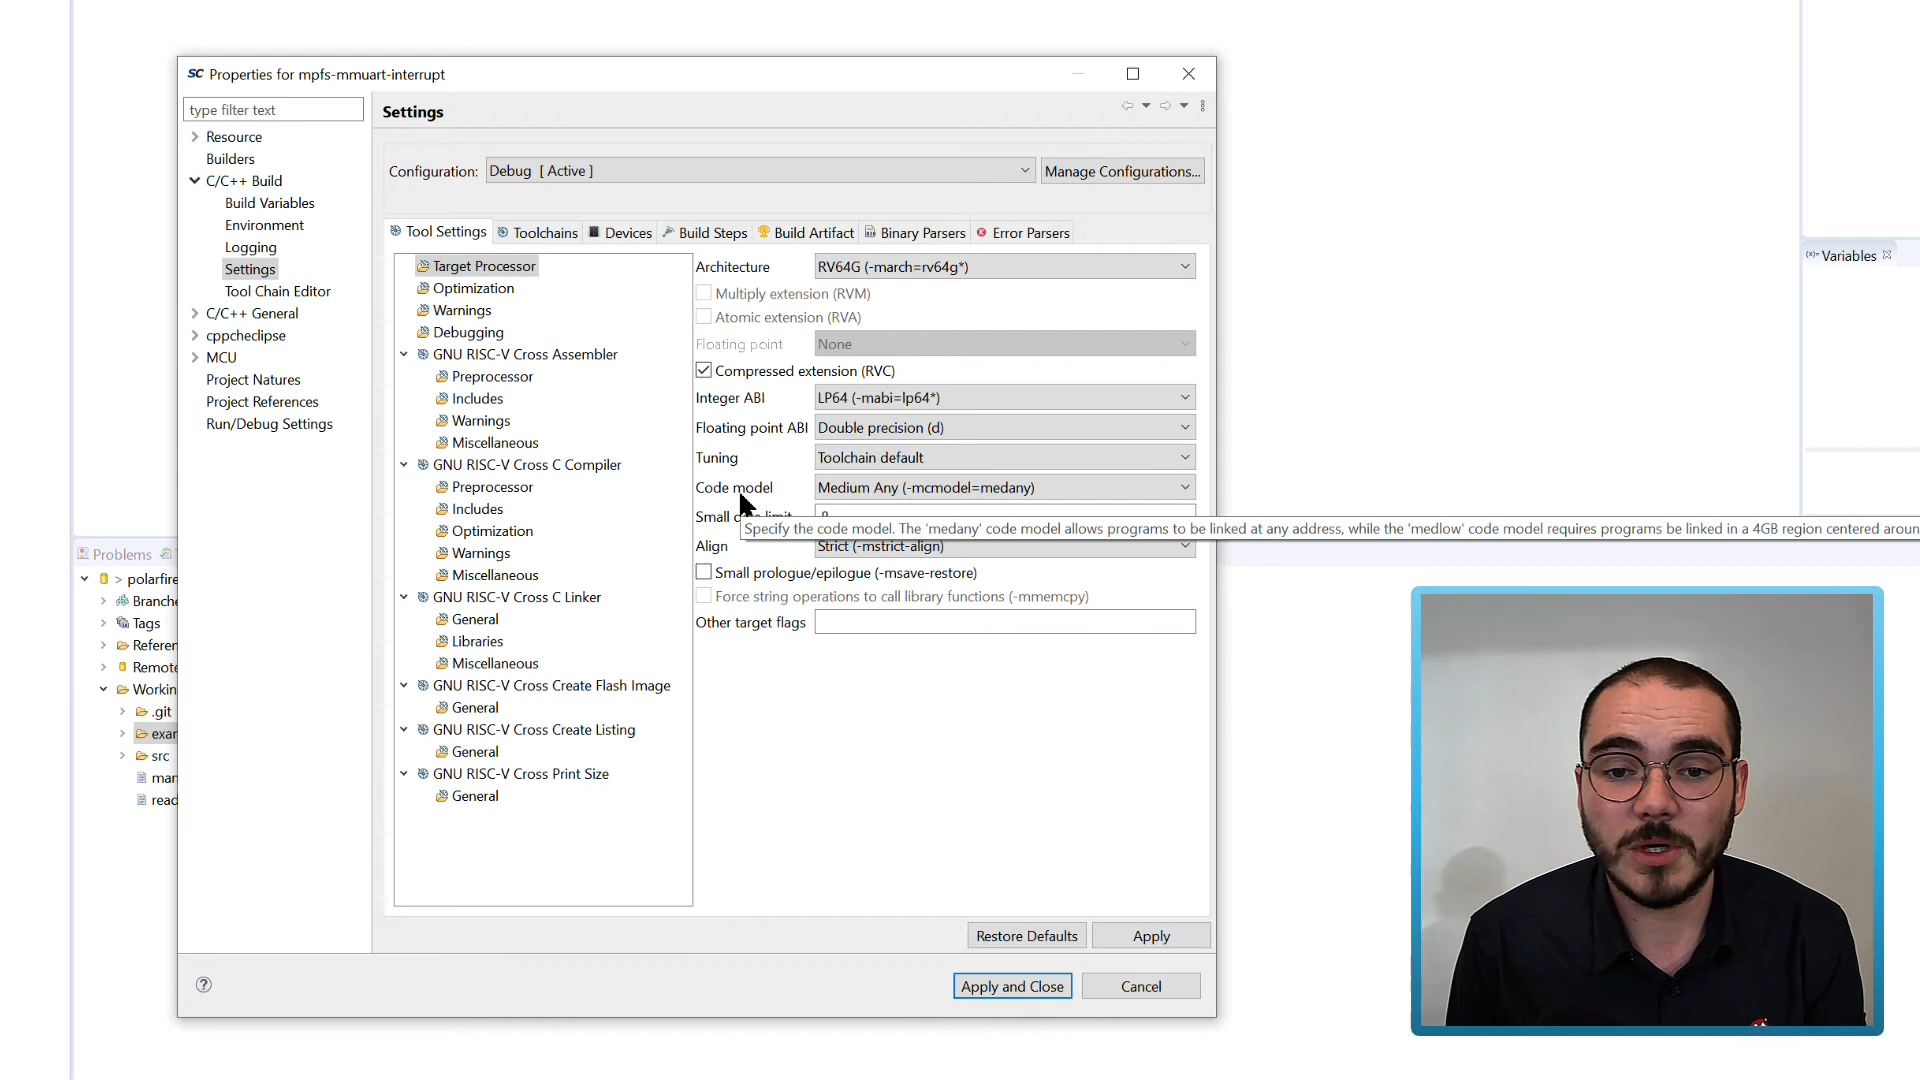 SC Properties for mpfs-mmuart-interrupt
type filter text
Resource
Builders
C/C++ Build
Build Variables
Environment
Logging
Settings
Tool Chain Editor
C/C++ General
cppcheclipse
MCU
Project Natures
Project References
Run/Debug Settings
Settings
Configuration: Debug [ Active ] Manage Configurations...
Tool Settings Toolchains Devices Build Steps Build Artifact Binary Parsers Error Parsers
Target Processor
Optimization
Warnings
Debugging
GNU RISC-V Cross Assembler
Preprocessor
Includes
Warnings
Miscellaneous
GNU RISC-V Cross C Compiler
Preprocessor
Includes
Optimization
Warnings
Miscellaneous
GNU RISC-V Cross C Linker
General
Libraries
Miscellaneous
GNU RISC-V Cross Create Flash Image
General
GNU RISC-V Cross Create Listing
General
GNU RISC-V Cross Print Size
General
Architecture RV64G (-march=rv64g*)
Multiply extension (RVM)
Atomic extension (RVA)
Floating point None
Compressed extension (RVC)
Integer ABI LP64 (-mabi=lp64*)
Floating point ABI Double precision (d)
Tuning Toolchain default
Code model Medium Any (-mcmodel=medany)
Small
Specify the code model. The 'medany' code model allows programs to be linked at any address, while the 'medlow' code model requires programs be linked in a 4GB region centered aroun
Align Strict (-mstrict-align)
Small prologue/epilogue (-msave-restore)
Force string operations to call library functions (-mmemcpy)
Other target flags
Restore Defaults Apply
Apply and Close Cancel
Variables
Problems
> polarfire
Branche
Tags
Referen
Remote
Workin
.git
exar
src
man
read